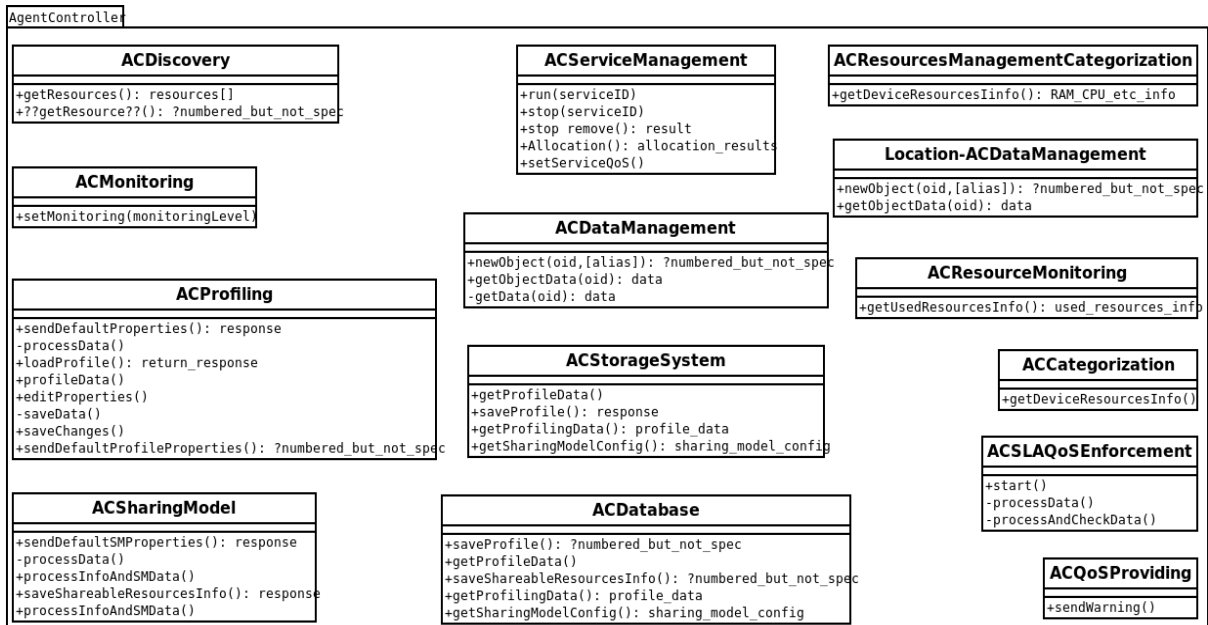 AgentController
ACDiscovery
+getResources(): resources[]
+??getResource??(): ?numbered_but_not_spec
ACMonitoring
+setMonitoring(monitoringLevel)
ACProfiling
+sendDefaultProperties(): response
-processData()
+loadProfile(): return_response
+profileData()
+editProperties()
-saveData()
+saveChanges()
+sendDefaultProfileProperties(): ?numbered_but_not_spec
ACSharingModel
+sendDefaultSMProperties(): response
-processData()
+processInfoAndSMData()
+saveShareableResourcesInfo(): response
+processInfoAndSMData()
ACServiceManagement
+run(serviceID)
+stop(serviceID)
+stop remove(): result
+Allocation(): allocation_results
+setServiceQoS()
ACDataManagement
+newObject(oid,[alias]): ?numbered_but_not_spec
+getObjectData(oid): data
-getData(oid): data
ACStorageSystem
+getProfileData()
+saveProfile(): response
+getProfilingData(): profile_data
+getSharingModelConfig(): sharing_model_config
ACDatabase
+saveProfile(): ?numbered_but_not_spec
+getProfileData()
+saveShareableResourcesInfo(): ?numbered_but_not_spec
+getProfilingData(): profile_data
+getSharingModelConfig(): sharing_model_config
ACResourcesManagementCategorization
+getDeviceResourcesIinfo(): RAM_CPU_etc_info
Location-ACDataManagement
+newObject(oid,[alias]): ?numbered_but_not_spec
+getObjectData(oid): data
ACResourceMonitoring
+getUsedResourcesInfo(): used_resources_info
ACCategorization
+getDeviceResourcesInfo()
ACSLAQoSEnforcement
+start()
-processData()
-processAndCheckData()
ACQoSProviding
+sendWarning()